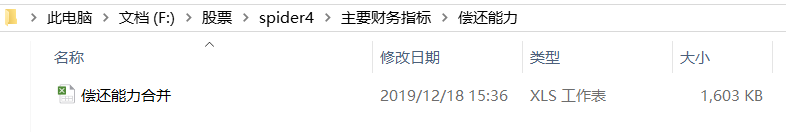 此电脑 > 文档 (F:) > 股票 > spider4 > 主要财务指标 > 偿还能力
名称 修改日期 类型 大小
偿还能力合并 2019/12/18 15:36 XLS 工作表 1,603 KB